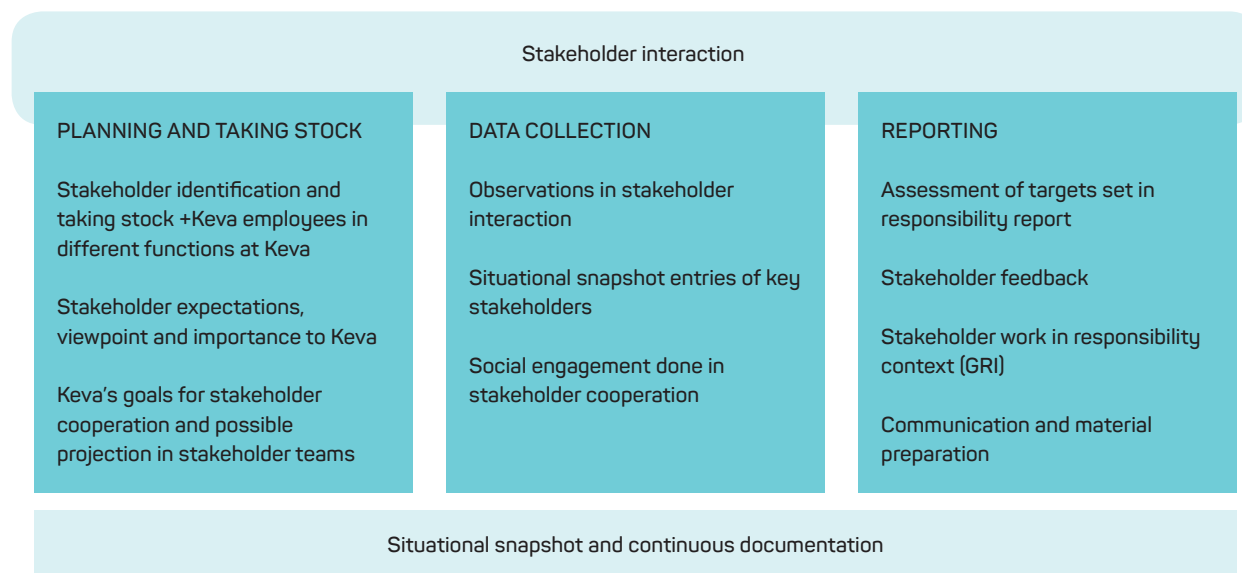 Stakeholder interaction
PLANNING AND TAKING STOCK
Stakeholder identification and
taking stock +Keva employees in
different functions at Keva
Stakeholder expectations,
viewpoint and importance to Keva
Keva's goals for stakeholder
cooperation and possible
projection in stakeholder teams
DATA COLLECTION
Observations in stakeholder
interaction
Situational snapshot entries of key
stakeholders
Social engagement done in
stakeholder cooperation
REPORTING
Assessment of targets set in
responsibility report
Stakeholder feedback
Stakeholder work in responsibility
context (GRI)
Communication and material
preparation
Situational snapshot and continuous documentation